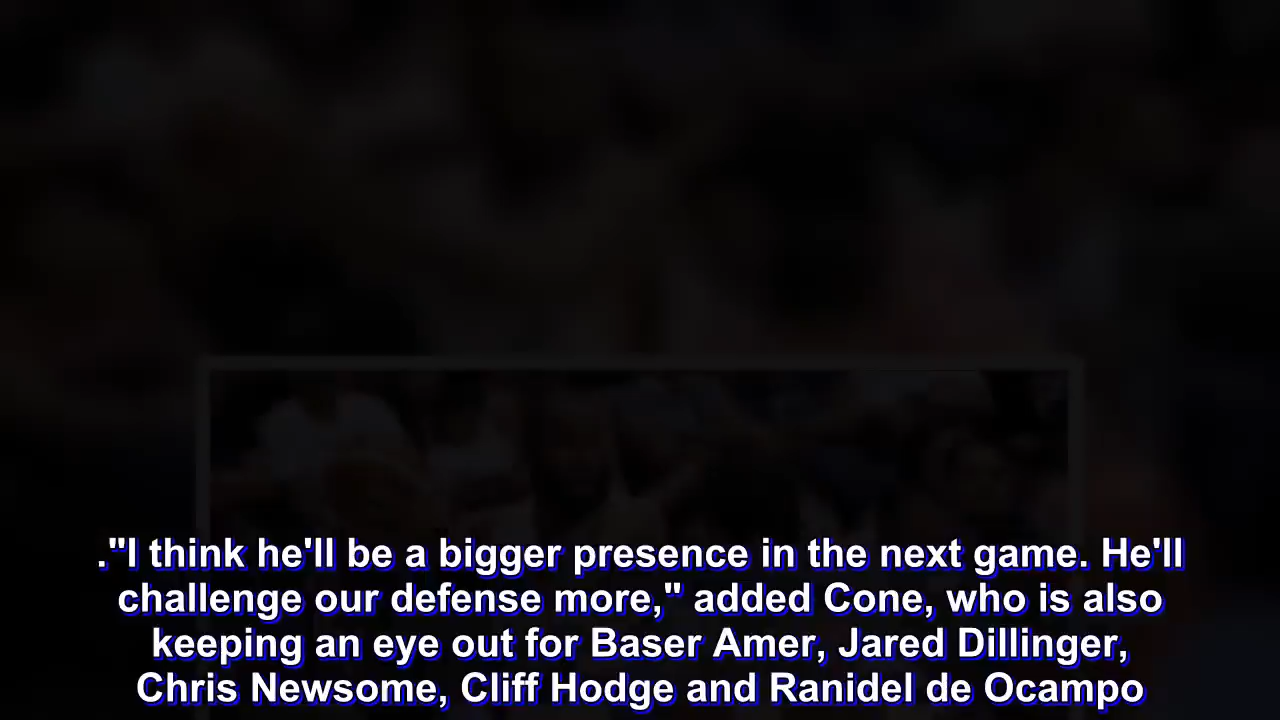 ."I think he'll be a bigger presence in the next game. He'll
challenge our defense more," added Cone, who is also
keeping an eye out for Baser Amer, Jared Dillinger,
Chris Newsome, Cliff Hodge and Ranidel de Ocampo